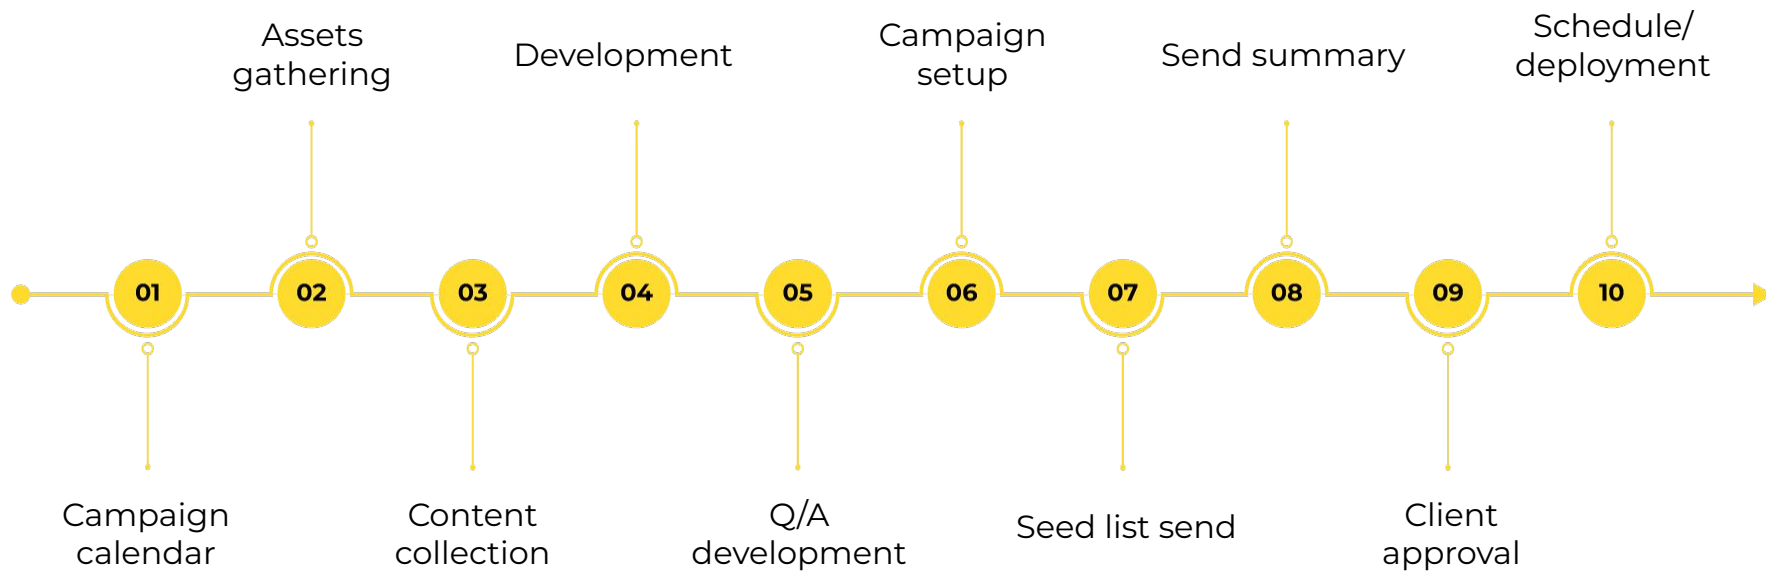 Assets
gathering
Development
Campaign
setup
Send summary
Schedule/
deployment
01
02
03
04
05
06
07
08
09
10
Campaign
calendar
Content
collection
Q/A
development
Seed list send
Client
approval